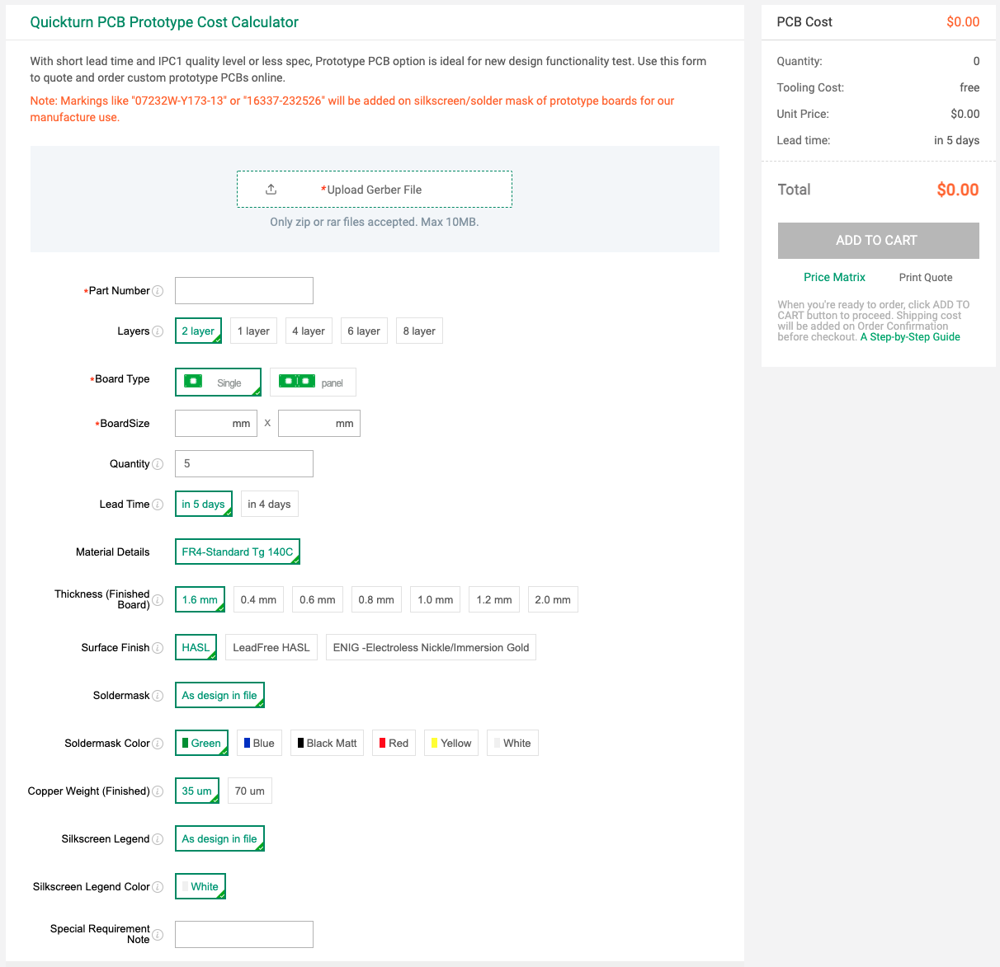 Quickturn PCB Prototype Cost Calculator
With short lead time and IPC1 quality level or less spec, Prototype PCB option is ideal for new design functionality test. Use this form
to quote and order custom prototype PCBs online.
Note: Markings like "07232W-Y173-13" or "16337-232526" will be added on silkscreen/solder mask of prototype boards for our
manufacture use.
*Upload Gerber File
Only zip or rar files accepted. Max 10MB.
*Part Number
Layers 2 layer 1 layer 4 layer 6 layer 8 layer
*Board Type Single panel
*BoardSize mm X mm
Quantity 5
Lead Time in 5 days in 4 days
Material Details FR4-Standard Tg 140C
Thickness (Finished
Board) 1.6 mm 0.4 mm 0.6 mm 0.8 mm 1.0 mm 1.2 mm 2.0 mm
Surface Finish HASL LeadFree HASL ENIG -Electroless Nickle/Immersion Gold
Soldermask As design in file
Soldermask Color Green Blue Black Matt Red Yellow White
Copper Weight (Finished) 35 um 70 um
Silkscreen Legend As design in file
Silkscreen Legend Color White
Special Requirement
Note
PCB Cost $0.00
Quantity: 0
Tooling Cost: free
Unit Price: $0.00
Lead time: in 5 days
Total $0.00
ADD TO CART
Price Matrix Print Quote
When you're ready to order, click ADD TO
CART button to proceed. Shipping cost
will be added on Order Confirmation
before checkout. A Step-by-Step Guide